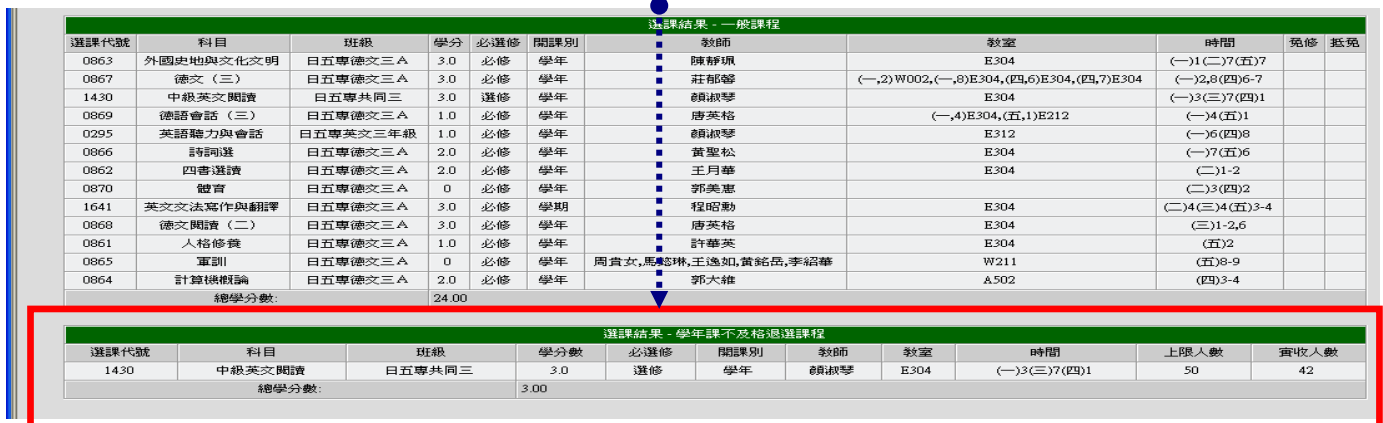 選課結果 - 一般課程
選課代號 科目 班級 學分 必選修 開課別 教師 教室 時間 免修 抵免
0863 外國史地與文化文明 日五專德文三A 3.0 必修 學年 陳靜珮 E304 (一)1(二)7(五)7
0867 德文（三） 日五專德文三A 3.0 必修 學年 莊郁馨 (一,2)W002,(一,8)E304,(四,6)E304,(四,7)E304 (一)2,8(四)6-7
1430 中級英文閱讀 日五專共同三 3.0 選修 學年 顏淑琴 E304 (一)3(三)7(四)1
0869 德語會話（三） 日五專德文三A 1.0 必修 學年 唐英格 (一,4)E304,(五,1)E212 (一)4(五)1
0295 英語聽力與會話 日五專英文三年級 1.0 必修 學年 顏淑琴 E312 (一)6(四)8
0866 詩詞選 日五專德文三A 2.0 必修 學年 黃聖松 E304 (一)7(五)6
0862 四書選讀 日五專德文三A 2.0 必修 學年 王月華 E304 (二)1-2
0870 體育 日五專德文三A 0 必修 學年 郭美惠 (二)3(四)2
1641 英文文法寫作與翻譯 日五專德文三A 3.0 必修 學期 程昭勳 E304 (二)4(三)4(五)3-4
0868 德文閱讀（二） 日五專德文三A 3.0 必修 學年 唐英格 E304 (三)1-2,6
0861 人格修養 日五專德文三A 1.0 必修 學年 許華英 E304 (五)2
0865 軍訓 日五專德文三A 0 必修 學年 周貴女,馬懿琳,王逸如,黃銘岳,李紹華 W211 (五)8-9
0864 計算機概論 日五專德文三A 2.0 必修 學年 郭大維 A502 (四)3-4
總學分數: 24.00
選課結果 - 學年課不及格退選課程
選課代號 科目 班級 學分數 必選修 開課別 教師 教室 時間 上限人數 實收人數
1430 中級英文閱讀 日五專共同三 3.0 選修 學年 顏淑琴 E304 (一)3(三)7(四)1 50 42
總學分數: 3.00